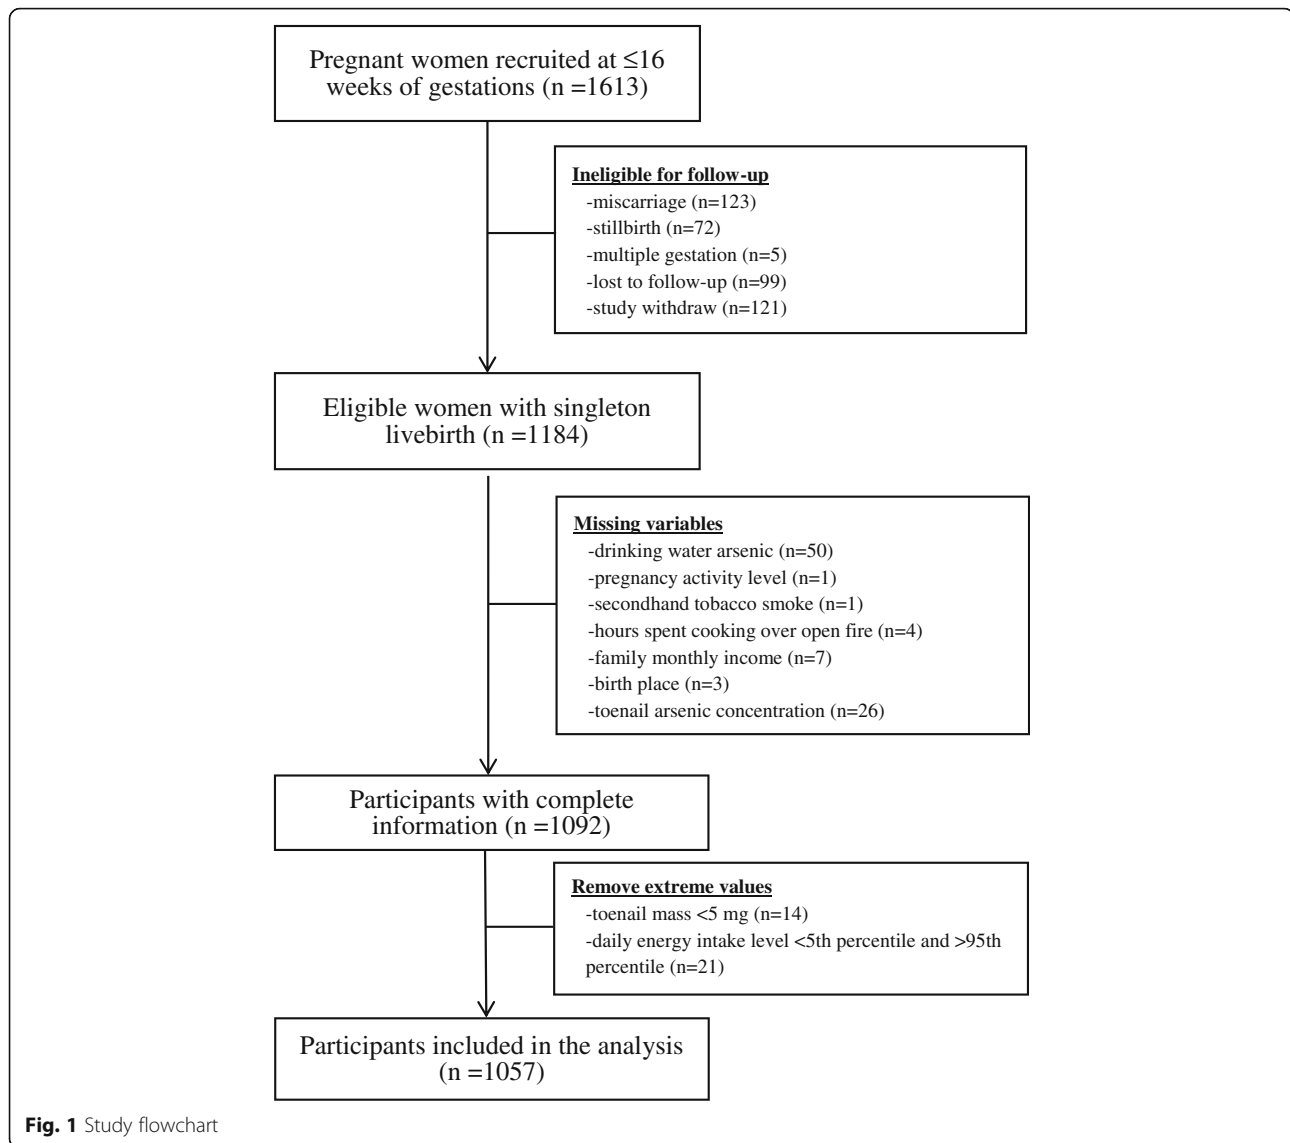 Pregnant women recruited at ≤16
weeks of gestations (n =1613)
Ineligible for follow-up
-miscarriage (n=123)
-stillbirth (n=72)
-multiple gestation (n=5)
-lost to follow-up (n=99)
-study withdraw (n=121)
Eligible women with singleton
livebirth (n =1184)
Missing variables
-drinking water arsenic (n=50)
-pregnancy activity level (n=1)
-secondhand tobacco smoke (n=1)
-hours spent cooking over open fire (n=4)
-family monthly income (n=7)
-birth place (n=3)
-toenail arsenic concentration (n=26)
Participants with complete
information (n =1092)
Remove extreme values
-toenail mass <5 mg (n=14)
-daily energy intake level <5th percentile and >95th
percentile (n=21)
Participants included in the analysis
(n =1057)
Fig. 1 Study flowchart